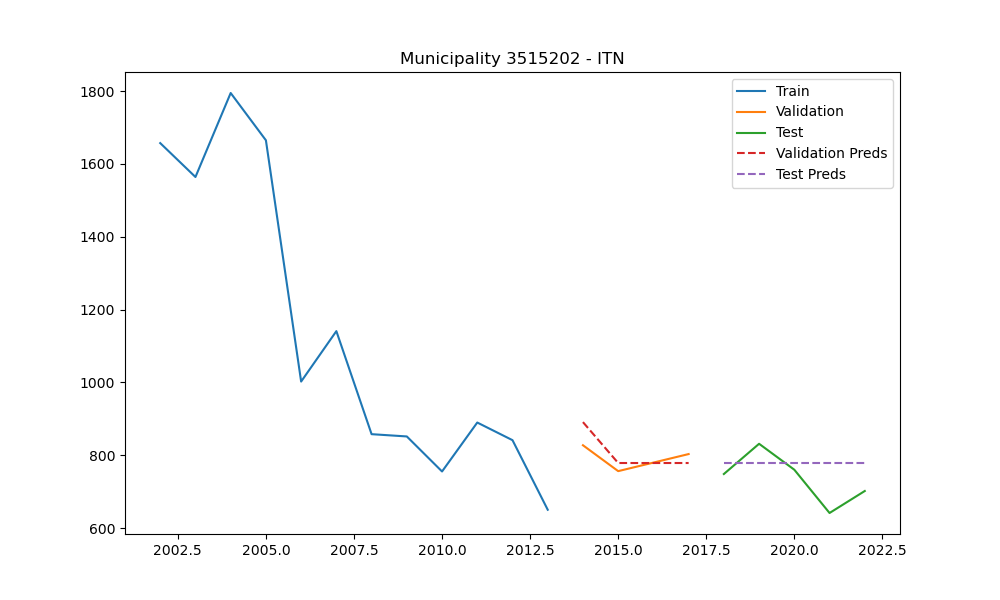 Municipality 3515202 - ITN
1800
1600
1400
1200
1000
800
600
2002.5 2005.0 2007.5 2010.0 2012.5 2015.0 2017.5 2020.0 2022.5
Train
Validation
Test
Validation Preds
Test Preds